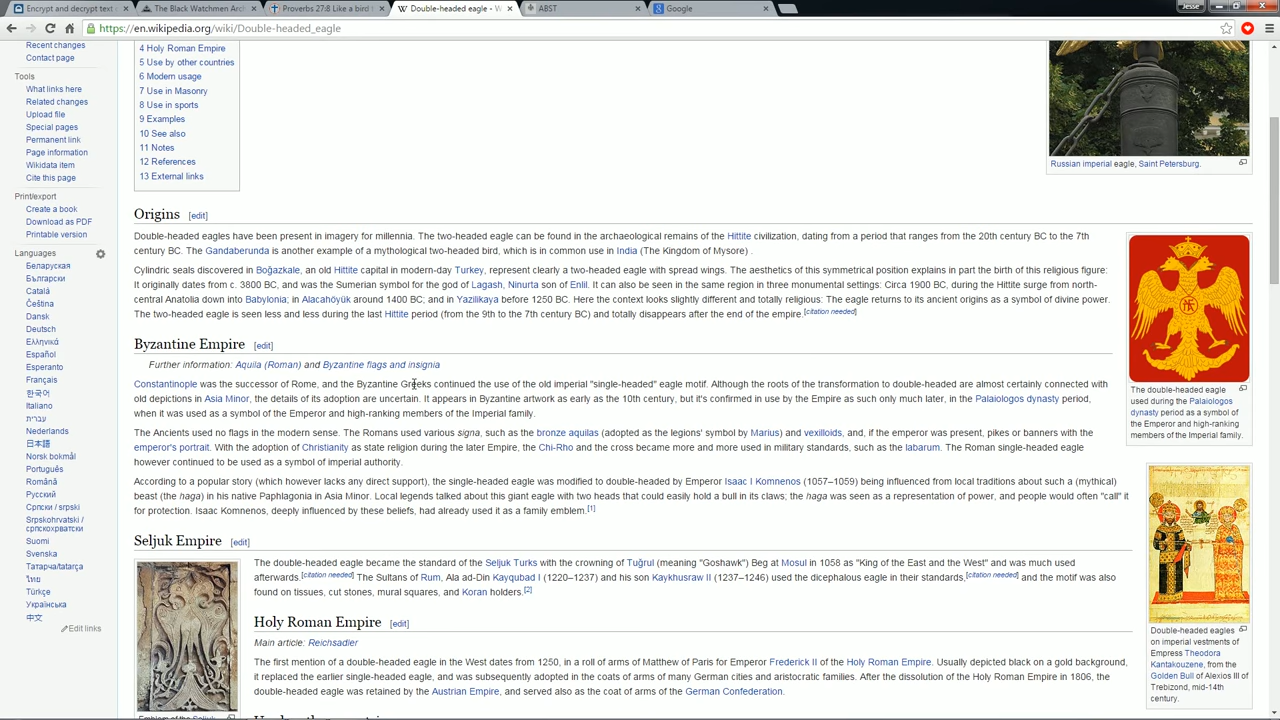 Encrypt and decrypt text
The Black Watchmen Arc
Proverbs 27:8 Like a bird f
Double-headed eagle - W
ABST
Google
Jesse
https://en.wikipedia.org/wiki/Double-headed_eagle
Recent changes
Contact page
Tools
What links here
Related changes
Upload file
Special pages
Permanent link
Page information
Wikidata item
Cite this page
Print/export
Create a book
Download as PDF
Printable version
Languages
Беларуская
Български
Català
Čeština
Dansk
Deutsch
Ελληνικά
Español
Esperanto
Français
한국어
Italiano
עברית
Nederlands
日本語
Norsk bokmål
Português
Română
Русский
Српски / srpski
Srpskohrvatski /
српскохрватски
Suomi
Svenska
Татарча/tatarça
ไทย
Türkçe
Українська
中文
Edit links
4 Holy Roman Empire
5 Use by other countries
6 Modern usage
7 Use in Masonry
8 Use in sports
9 Examples
10 See also
11 Notes
12 References
13 External links
Russian imperial eagle, Saint Petersburg.
Origins [edit]
Double-headed eagles have been present in imagery for millennia. The two-headed eagle can be found in the archaeological remains of the Hittite civilization, dating from a period that ranges from the 20th century BC to the 7th
century BC. The Gandaberunda is another example of a mythological two-headed bird, which is in common use in India (The Kingdom of Mysore) .
Cylindric seals discovered in Boğazkale, an old Hittite capital in modern-day Turkey, represent clearly a two-headed eagle with spread wings. The aesthetics of this symmetrical position explains in part the birth of this religious figure:
It originally dates from c. 3800 BC, and was the Sumerian symbol for the god of Lagash, Ninurta son of Enlil. It can also be seen in the same region in three monumental settings: Circa 1900 BC, during the Hittite surge from north-
central Anatolia down into Babylonia; in Alacahöyük around 1400 BC; and in Yazilikaya before 1250 BC. Here the context looks slightly different and totally religious: The eagle returns to its ancient origins as a symbol of divine power.
The two-headed eagle is seen less and less during the last Hittite period (from the 9th to the 7th century BC) and totally disappears after the end of the empire.[citation needed]
The double-headed eagle
used during the Palaiologos
dynasty period as a symbol of
the Emperor and high-ranking
members of the Imperial family.
Byzantine Empire [edit]
Further information: Aquila (Roman) and Byzantine flags and insignia
Constantinople was the successor of Rome, and the Byzantine Greeks continued the use of the old imperial "single-headed" eagle motif. Although the roots of the transformation to double-headed are almost certainly connected with
old depictions in Asia Minor, the details of its adoption are uncertain. It appears in Byzantine artwork as early as the 10th century, but it's confirmed in use by the Empire as such only much later, in the Palaiologos dynasty period,
when it was used as a symbol of the Emperor and high-ranking members of the Imperial family.
The Ancients used no flags in the modern sense. The Romans used various signa, such as the bronze aquilas (adopted as the legions' symbol by Marius) and vexilloids, and, if the emperor was present, pikes or banners with the
emperor's portrait. With the adoption of Christianity as state religion during the later Empire, the Chi-Rho and the cross became more and more used in military standards, such as the labarum. The Roman single-headed eagle
however continued to be used as a symbol of imperial authority.
According to a popular story (which however lacks any direct support), the single-headed eagle was modified to double-headed by Emperor Isaac I Komnenos (1057–1059) being influenced from local traditions about such a (mythical)
beast (the haga) in his native Paphlagonia in Asia Minor. Local legends talked about this giant eagle with two heads that could easily hold a bull in its claws; the haga was seen as a representation of power, and people would often "call" it
for protection. Isaac Komnenos, deeply influenced by these beliefs, had already used it as a family emblem.[1]
Double-headed eagles
on imperial vestments of
Empress Theodora
Kantakouzene, from the
Golden Bull of Alexios III of
Trebizond, mid-14th
century.
Seljuk Empire [edit]
Emblem of the Seljuk
The double-headed eagle became the standard of the Seljuk Turks with the crowning of Tuğrul (meaning "Goshawk") Beg at Mosul in 1058 as "King of the East and the West" and was much used
afterwards.[citation needed] The Sultans of Rum, Ala ad-Din Kayqubad I (1220–1237) and his son Kaykhusraw II (1237–1246) used the dicephalous eagle in their standards,[citation needed] and the motif was also
found on tissues, cut stones, mural squares, and Koran holders.[2]
Holy Roman Empire [edit]
Main article: Reichsadler
The first mention of a double-headed eagle in the West dates from 1250, in a roll of arms of Matthew of Paris for Emperor Frederick II of the Holy Roman Empire. Usually depicted black on a gold background,
it replaced the earlier single-headed eagle, and was subsequently adopted in the coats of arms of many German cities and aristocratic families. After the dissolution of the Holy Roman Empire in 1806, the
double-headed eagle was retained by the Austrian Empire, and served also as the coat of arms of the German Confederation.